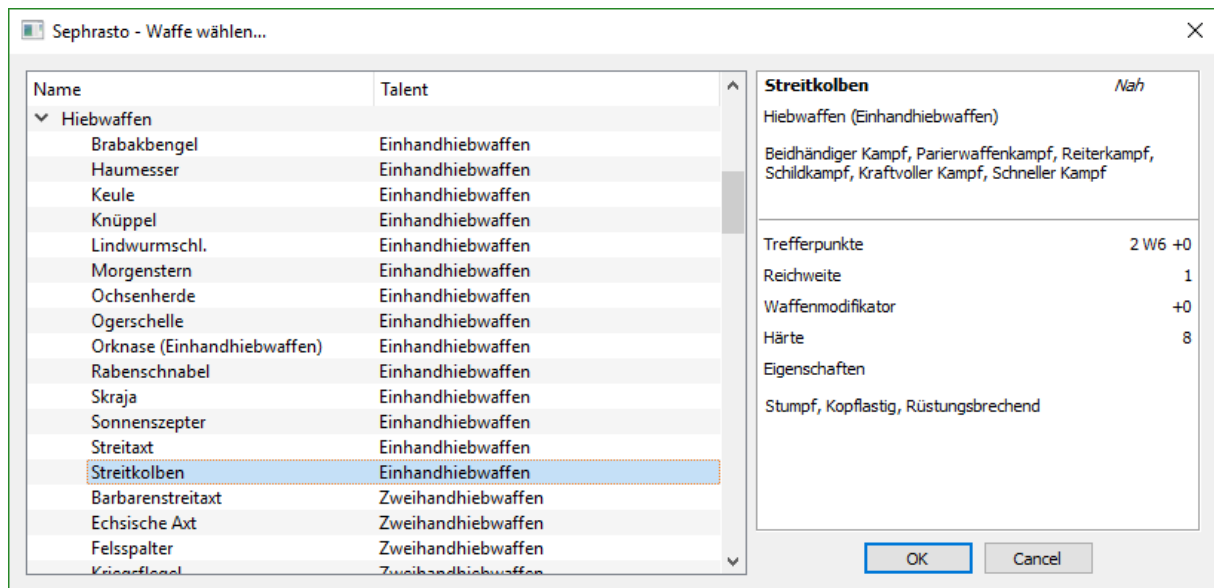 Sephrasto - Waffe wählen...
Name Talent
Hiebwaffen
Brabakbengel Einhandhiebwaffen
Haumesser Einhandhiebwaffen
Keule Einhandhiebwaffen
Knüppel Einhandhiebwaffen
Lindwurmschl. Einhandhiebwaffen
Morgenstern Einhandhiebwaffen
Ochsenherde Einhandhiebwaffen
Ogerschelle Einhandhiebwaffen
Orknase (Einhandhiebwaffen) Einhandhiebwaffen
Rabenschnabel Einhandhiebwaffen
Skraja Einhandhiebwaffen
Sonnenszepter Einhandhiebwaffen
Streitaxt Einhandhiebwaffen
Streitkolben Einhandhiebwaffen
Barbarenstreitaxt Zweihandhiebwaffen
Echsische Axt Zweihandhiebwaffen
Felsspalter Zweihandhiebwaffen
Kriegsflegel Zweihandhiebwaffen
Streitkolben Nah
Hiebwaffen (Einhandhiebwaffen)
Beidhändiger Kampf, Parierwaffenkampf, Reiterkampf,
Schildkampf, Kraftvoller Kampf, Schneller Kampf
Trefferpunkte 2 W6 +0
Reichweite 1
Waffenmodifikator +0
Härte 8
Eigenschaften
Stumpf, Kopflastig, Rüstungsbrechend
OK Cancel